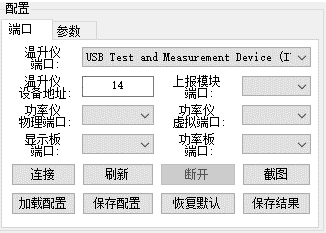 配置
端口
参数
温升仪
端口:
USB Test and Measurement Device (I
温升仪
设备地址:
14
上报模块
端口:
功率仪
物理端口:
功率仪
虚拟端口:
显示板
端口:
功率板
端口:
连接
刷新
断开
截图
加载配置
保存配置
恢复默认
保存结果